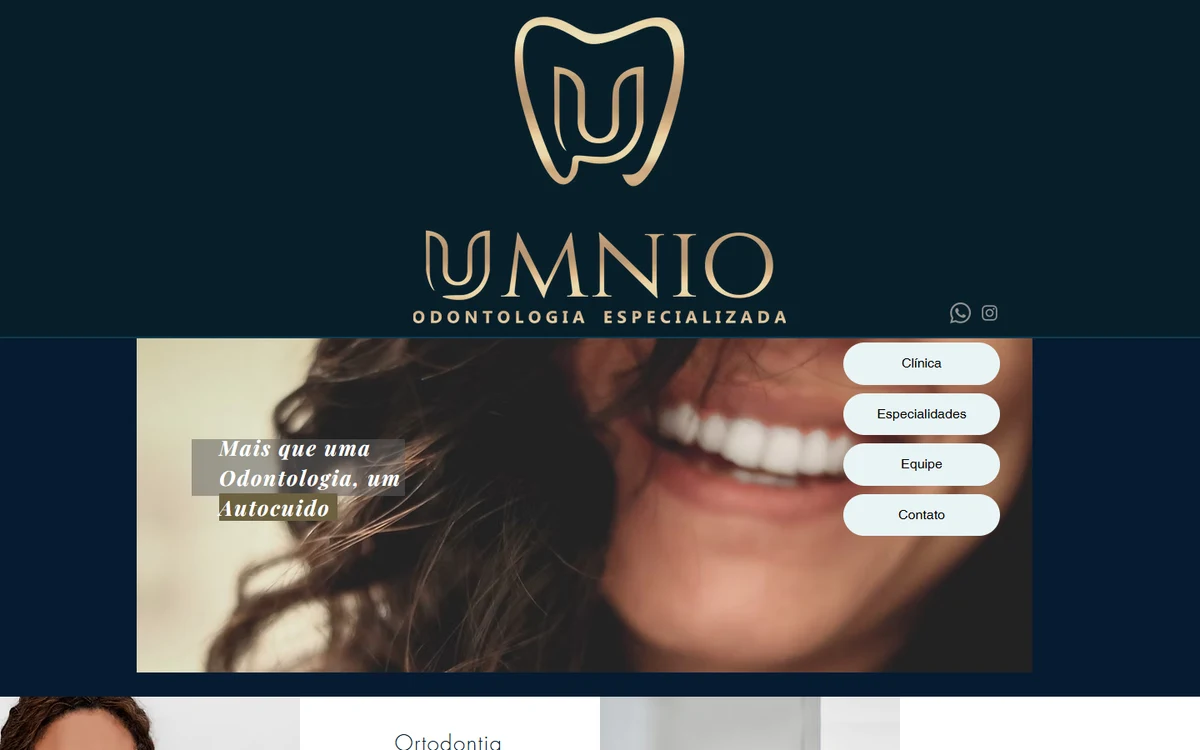 UMNIO
ODONTOLOGIA ESPECIALIZADA
Clínica
Especialidades
Equipe
Contato
Mais que uma
Odontologia, um
Autocuido
Ortodontia